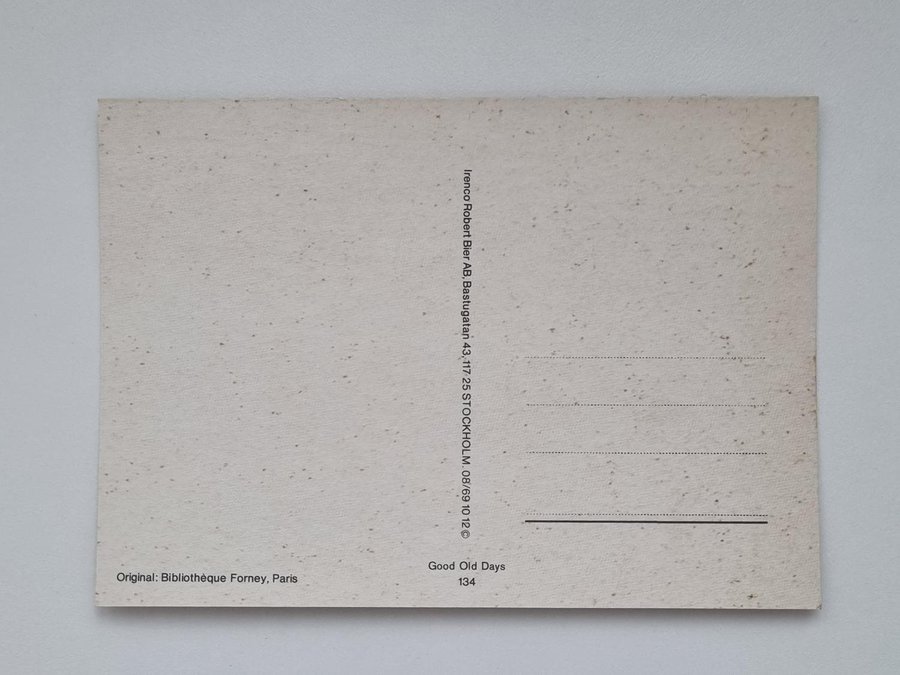 Irenco Robert Bier AB, Bastugatan 43, 117 25 STOCKHOLM. 08/69 10 12 ©
Original: Bibliothèque Forney, Paris
Good Old Days
134